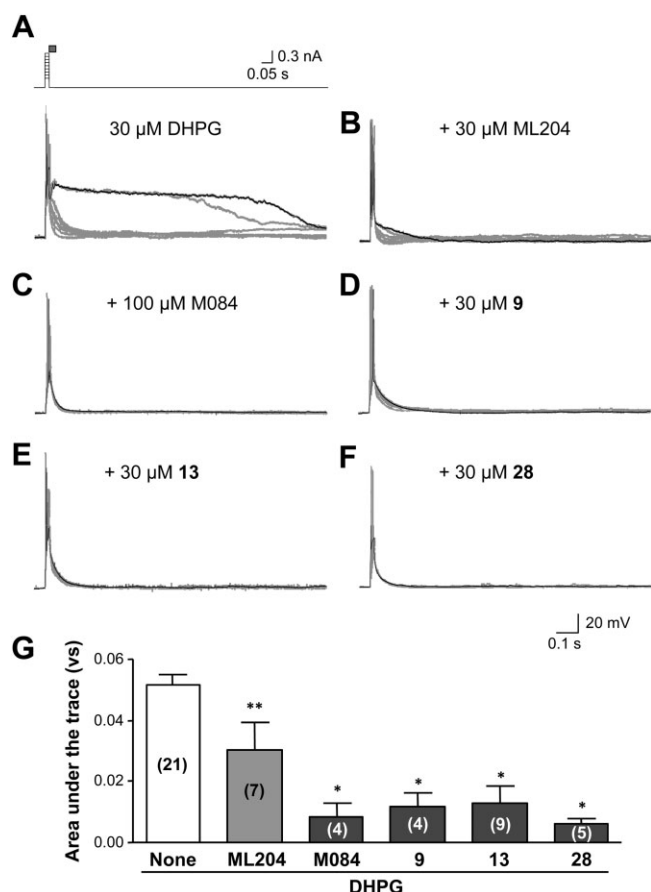 A
0.3 nA
0.05 s
30 µM DHPG
B
+ 30 µM ML204
C
+ 100 µM M084
D
+ 30 µM 9
E
+ 30 µM 13
F
+ 30 µM 28
20 mV
0.1 s
G
Area under the trace (vs)
0.06
0.04
0.02
0.00
(21)
**
(7)
*
(4)
*
(4)
*
(9)
*
(5)
None ML204 M084 9 13 28
DHPG